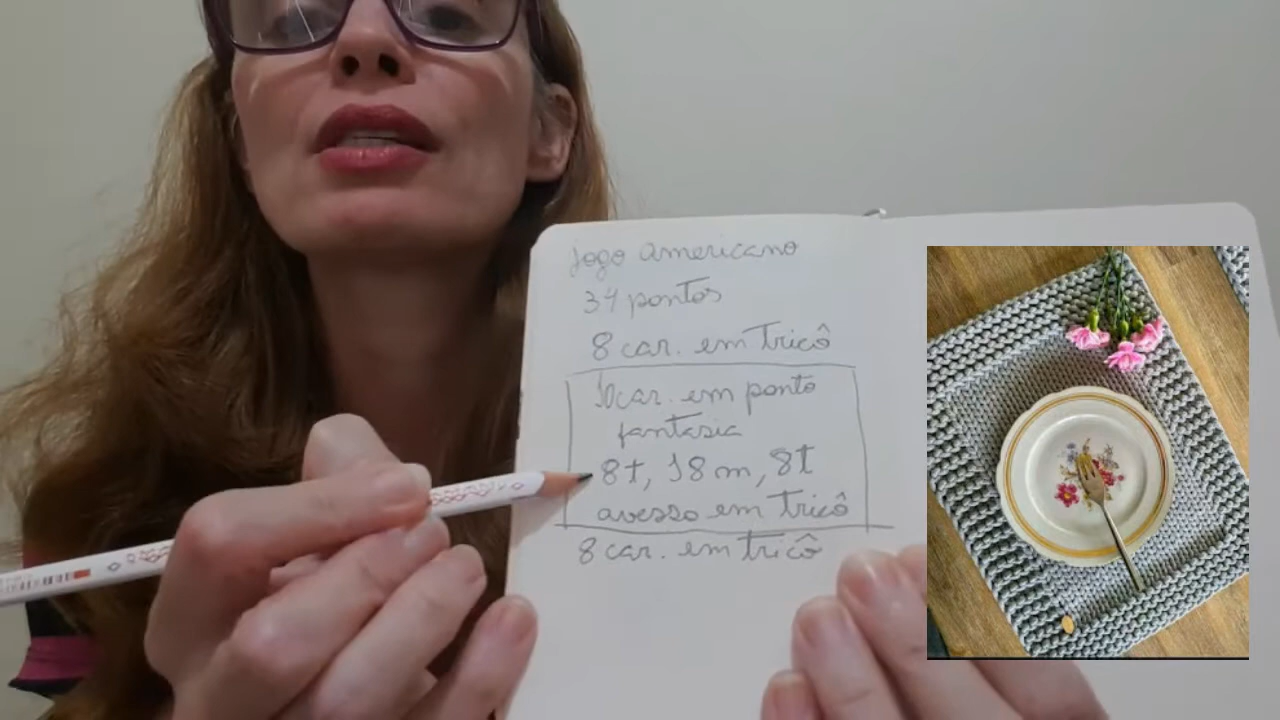 Jogo americano
34 pontos
8 car. em tricô
50 car. em ponto
fantasia
8t, 18m, 8t
avesso em tricô
8 car. em tricô